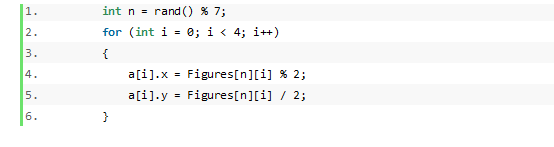 1. int n = rand() % 7;
2. for (int i = 0; i < 4; i++)
3. {
4. a[i].x = Figures[n][i] % 2;
5. a[i].y = Figures[n][i] / 2;
6. }